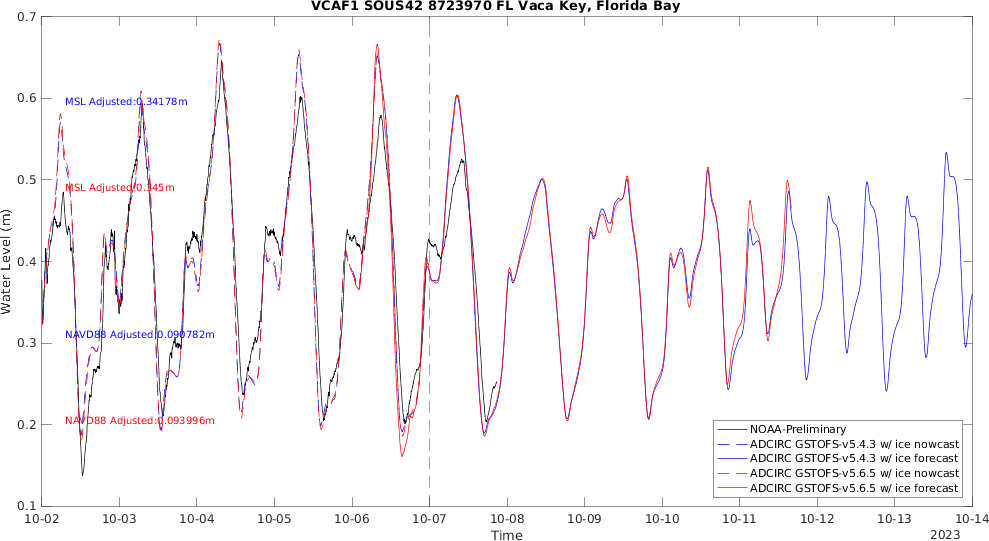 VCAF1 SOUS42 8723970 FL Vaca Key, Florida Bay
0.7
0.6
0.5
0.4
0.3
0.2
0.1
Water Level (m)
MSL Adjusted:0.34178m
MSL Adjusted:0.345m
NAVD88 Adjusted:0.090782m
NAVD88 Adjusted:0.093996m
NOAA-Preliminary
ADCIRC GSTOFS-v5.4.3 w/ ice nowcast
ADCIRC GSTOFS-v5.4.3 w/ ice forecast
ADCIRC GSTOFS-v5.6.5 w/ ice nowcast
ADCIRC GSTOFS-v5.6.5 w/ ice forecast
10-02 10-03 10-04 10-05 10-06 10-07 10-08 10-09 10-10 10-11 10-12 10-13 10-14
Time
2023